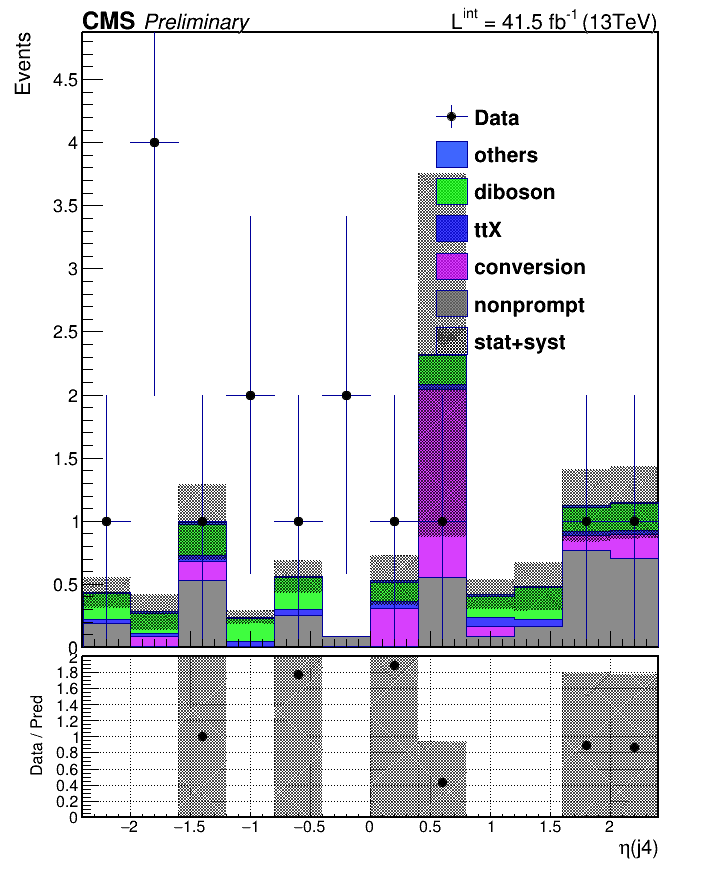 CMS Preliminary L^int = 41.5 fb^-1 (13TeV)
Events
4.5
4
3.5
3
2.5
2
1.5
1
0.5
0
Data
others
diboson
ttX
conversion
nonprompt
stat+syst
Data / Pred
2
1.8
1.6
1.4
1.2
1
0.8
0.6
0.4
0.2
0
−2 −1.5 −1 −0.5 0 0.5 1 1.5 2
η(j4)